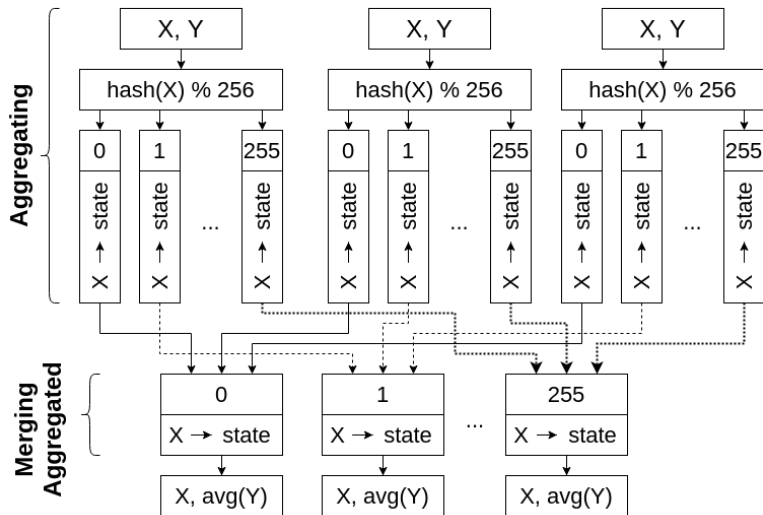 X, Y
X, Y
X, Y
hash(X) % 256
hash(X) % 256
hash(X) % 256
Aggregating
0
1
255
0
1
255
0
1
255
X → state
X → state
...
X → state
X → state
X → state
...
X → state
X → state
X → state
...
X → state
Merging
Aggregated
0
1
255
X → state
X → state
...
X → state
X, avg(Y)
X, avg(Y)
X, avg(Y)